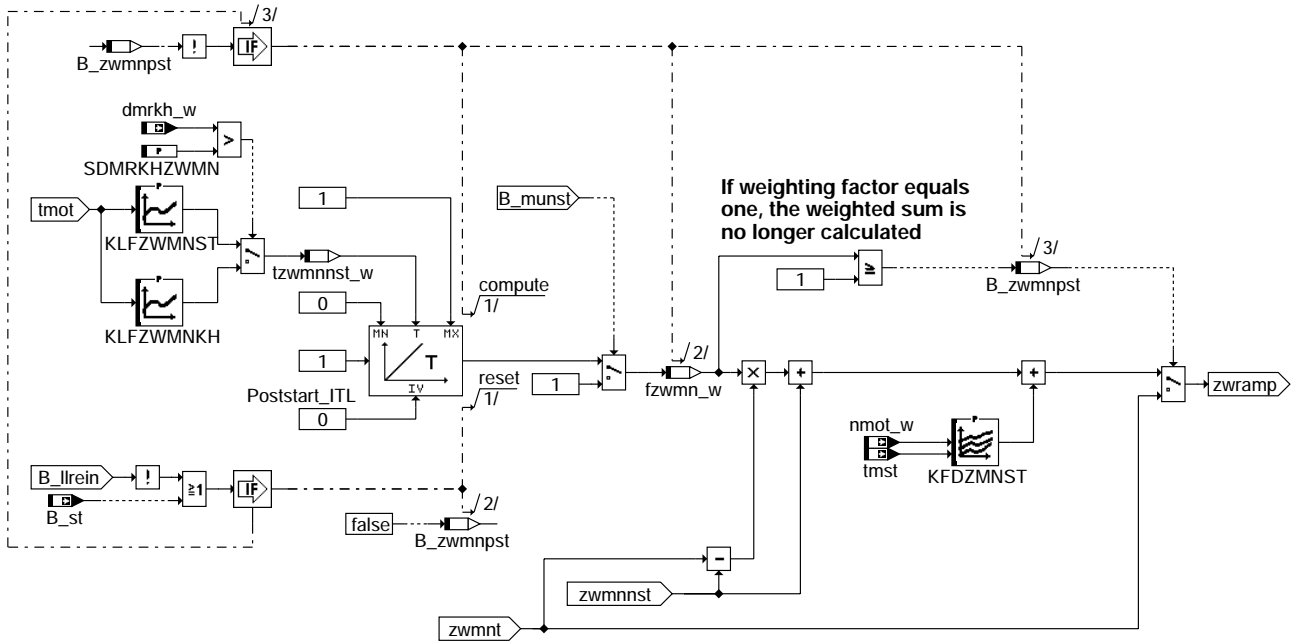 3/
B_zwmnpst
!
IF
dmrkh_w
>
SDMRKHZWMN
P
tmot
P
KLFZWMNST
KLFZWMNKH
tzwmnnst_w
1
0
1
Poststart_ITL
0
MN T MX
T
IV
compute
1/
reset
1/
B_munst
1
2/
fzwmn_w
If weighting factor equals
one, the weighted sum is
no longer calculated
1
≥
3/
B_zwmnpst
×
+
+
zwramp
nmot_w
tmst
P
KFDZMNST
B_llrein
!
≥1
IF
B_st
false
2/
B_zwmnpst
-
zwmnnst
zwmnt